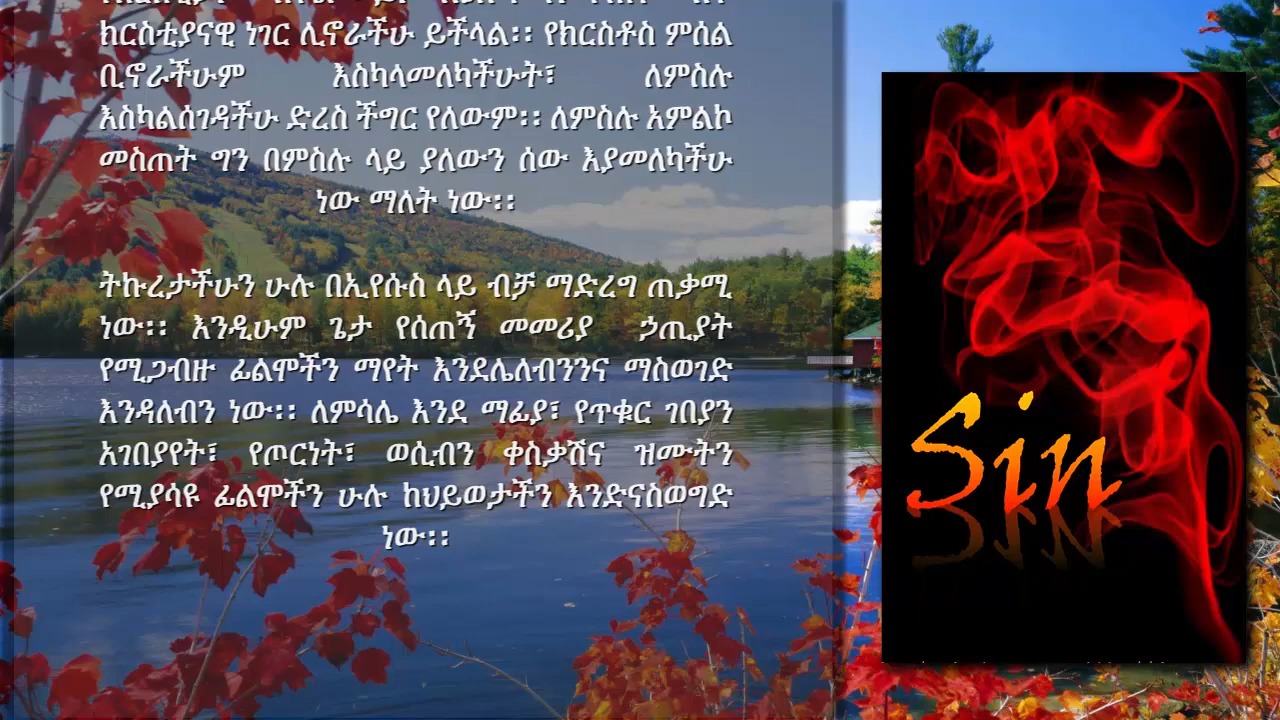 ክርስቲያናዊ ነገር ሊኖራችሁ ይችላል፡፡ የክርስቶስ ምስል
ቢኖራችሁም እስካላመለካችሁት፣ ለምስሉ
እስካልሰገዳችሁ ድረስ ችግር የለውም፡፡ ለምስሉ አምልኮ
መስጠት ግን በምስሉ ላይ ያለውን ሰው እያመለካችሁ
ነው ማለት ነው፡፡
ትኩረታችሁን ሁሉ በኢየሱስ ላይ ብቻ ማድረግ ጠቃሚ
ነው፡፡ እንዲሁም ጌታ የሰጠኝ መመሪያ ኃጢያት
የሚጋብዙ ፊልሞችን ማየት እንደሌለብንንና ማስወገድ
እንዳለብን ነው፡፡ ለምሳሌ እንደ ማፊያ፣ የጥቁር ገበያን
አገበያየት፣ የጦርነት፣ ወሲብን ቀስቃሽና ዝሙትን
የሚያሳዩ ፊልሞችን ሁሉ ከህይወታችን እንድናስወግድ
ነው፡፡
Sin